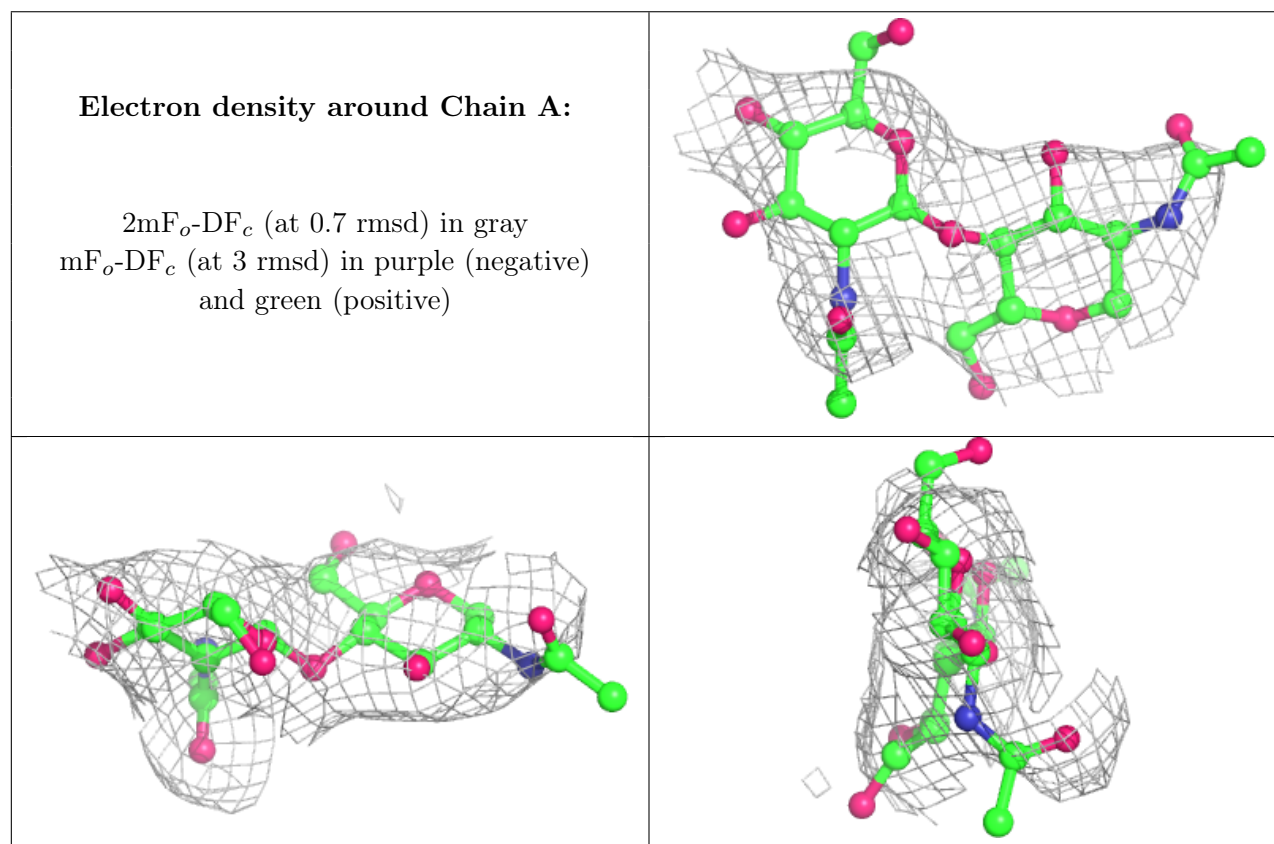 Electron density around Chain A:
2mFₒ-DF𝒸 (at 0.7 rmsd) in gray
mFₒ-DF𝒸 (at 3 rmsd) in purple (negative)
and green (positive)